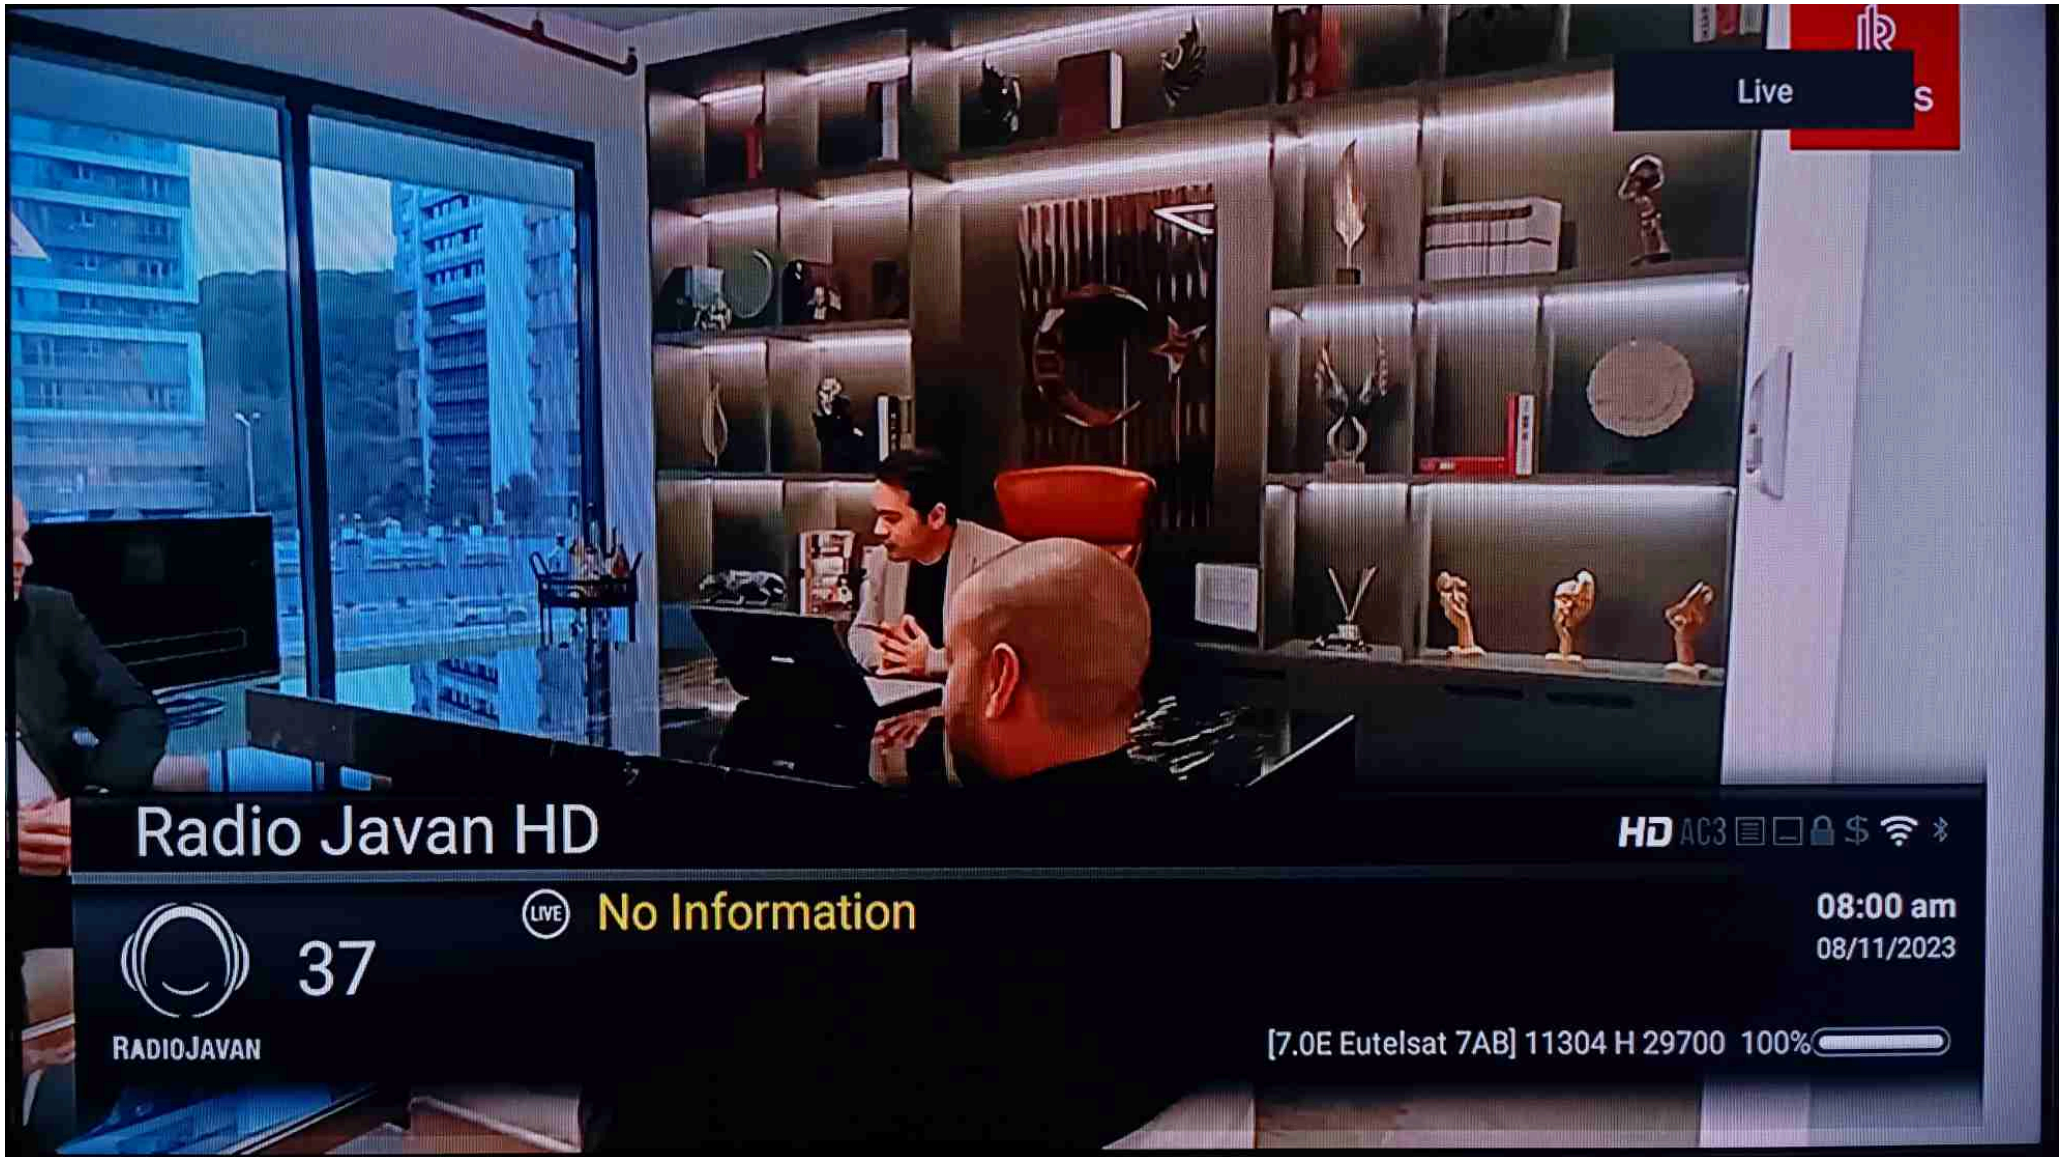 Live
s
Radio Javan HD
HD AC3 $
LIVE No Information
08:00 am
37
08/11/2023
RADIOJAVAN
[7.0E Eutelsat 7AB] 11304 H 29700 100%